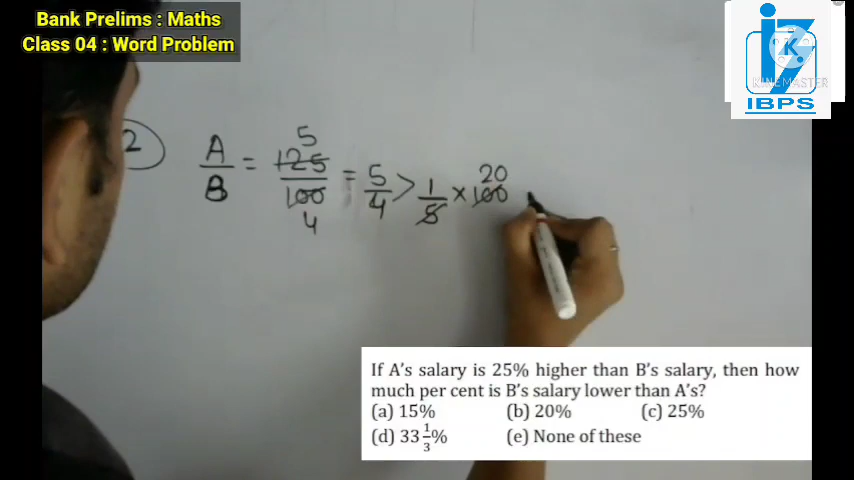 Bank Prelims : Maths
Class 04 : Word Problem
i7
K
KINEMASTER
IBPS
2
A/B = 125/100 = 5/4 > 1/5 × 100
5
4
20
If A's salary is 25% higher than B's salary, then how
much per cent is B's salary lower than A's?
(a) 15% (b) 20% (c) 25%
(d) 33 1/3% (e) None of these